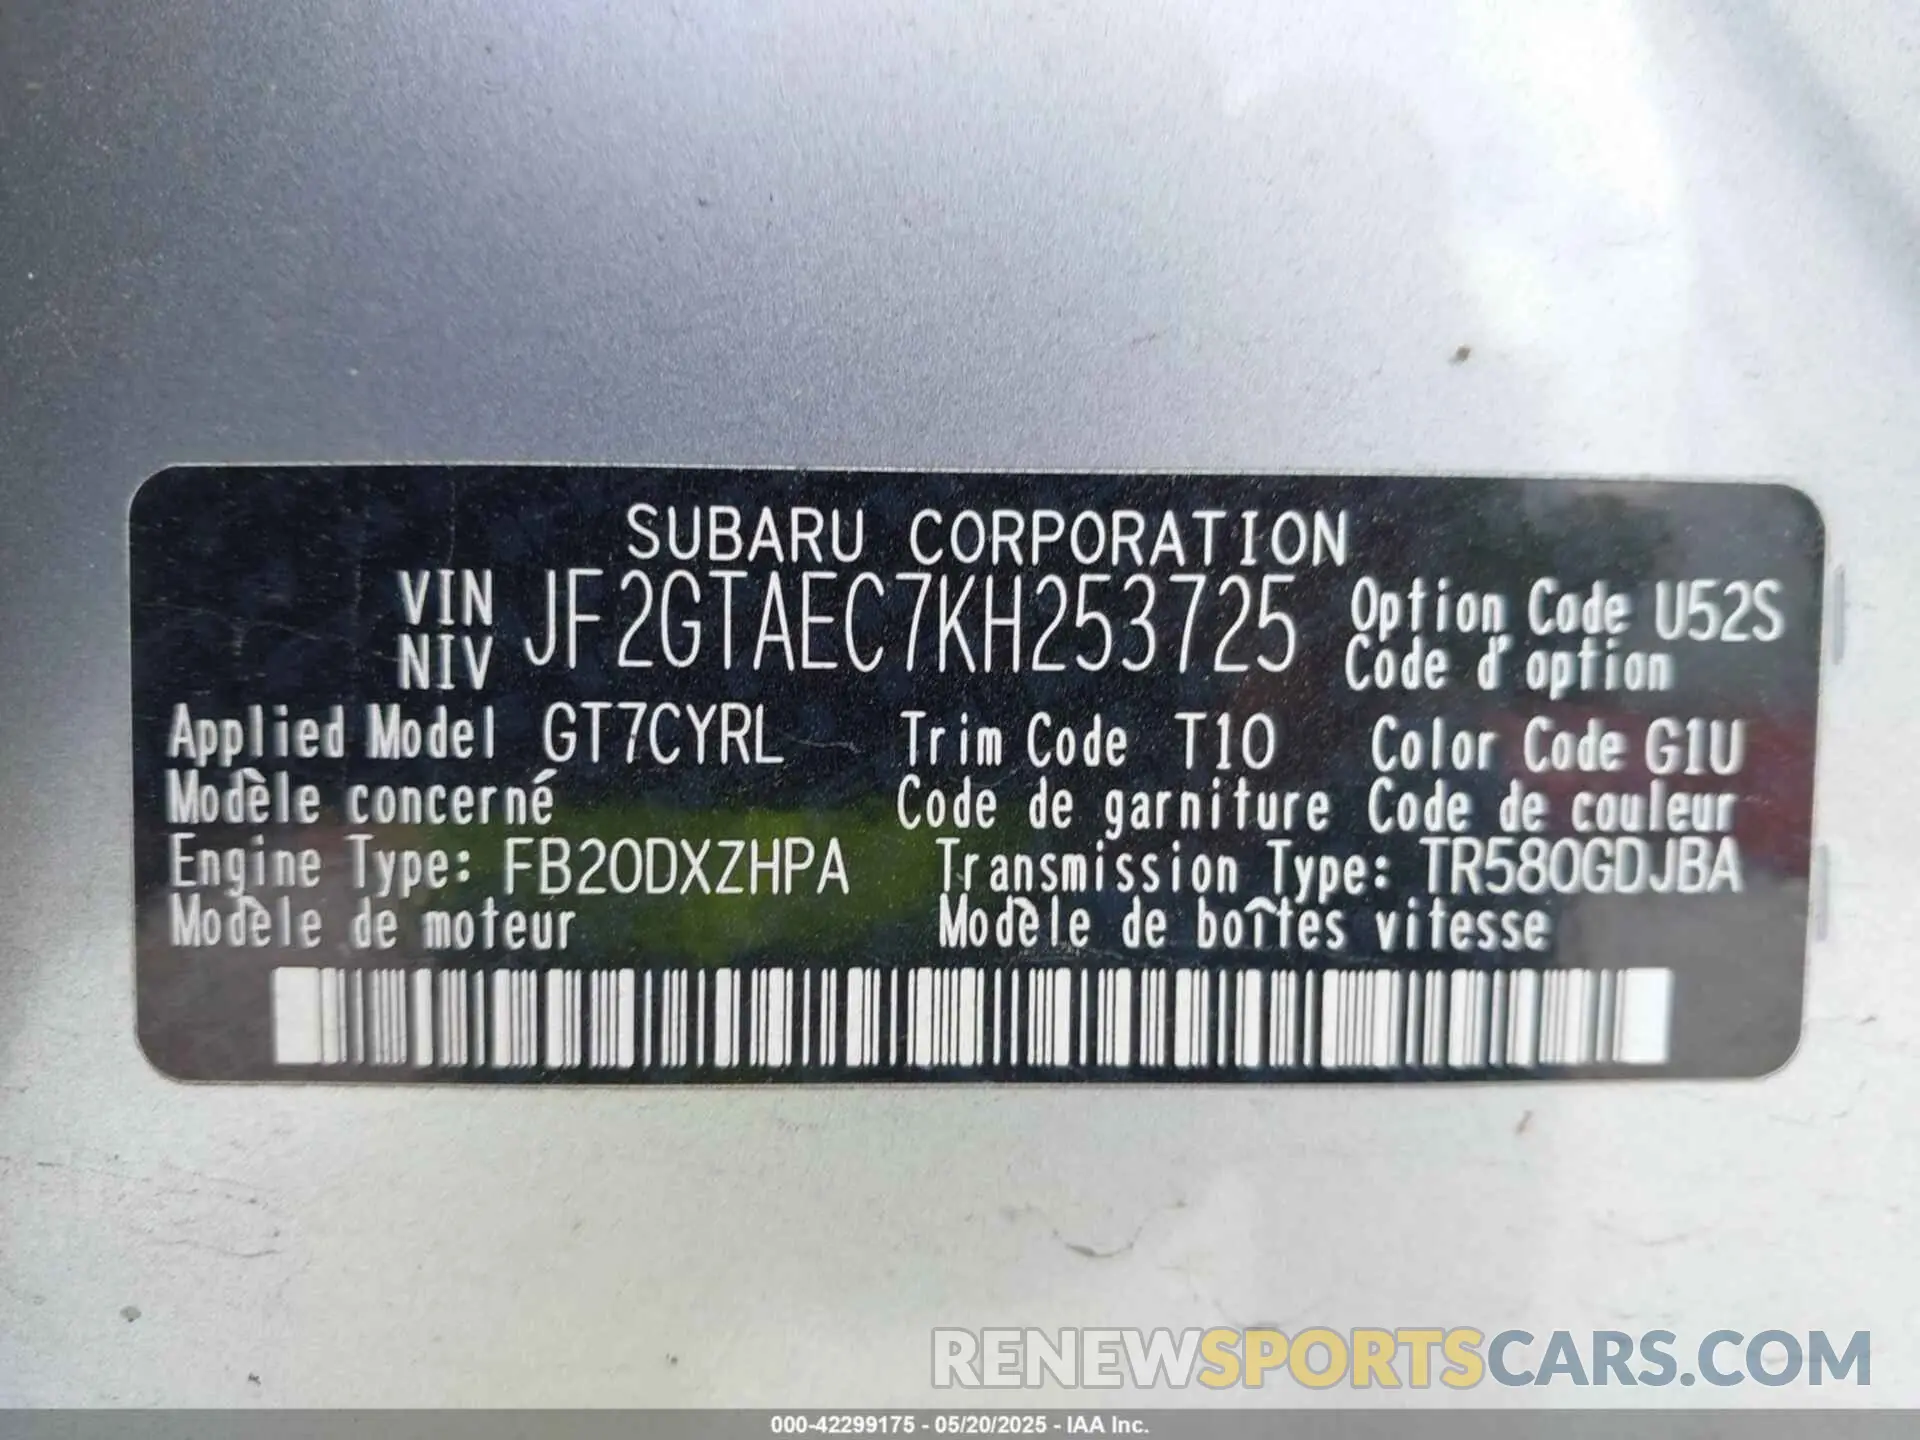 SUBARU CORPORATION
VIN
NIV
JF2GTAEC7KH253725
Option Code U52S
Code d'option
Applied Model GT7CYRL Trim Code T10 Color Code G1U
Modèle concerné Code de garniture Code de couleur
Engine Type: FB20DXZHPA Transmission Type: TR580GDJBA
Modèle de moteur Modèle de boîtes vitesse
RENEWSPORTSCARS.COM
000-42299175 - 05/20/2025 - IAA Inc.